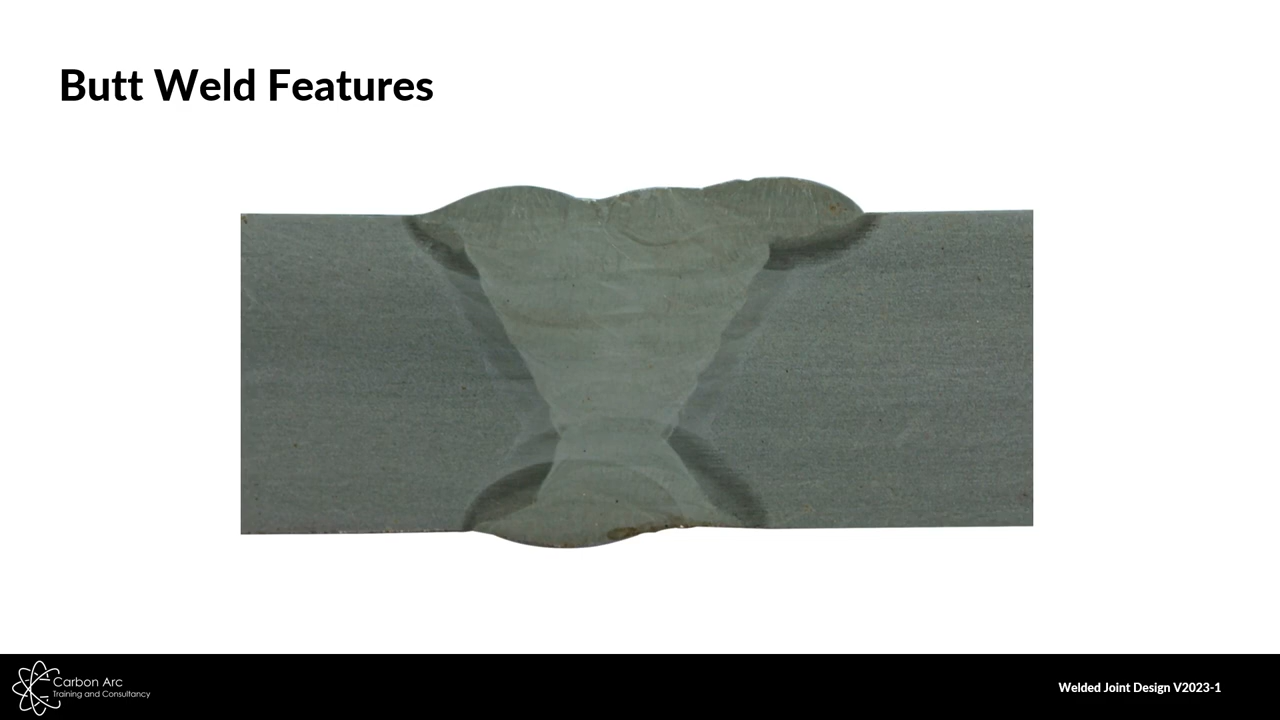 Butt Weld Features
Carbon Arc
Training and Consultancy
Welded Joint Design V2023-1